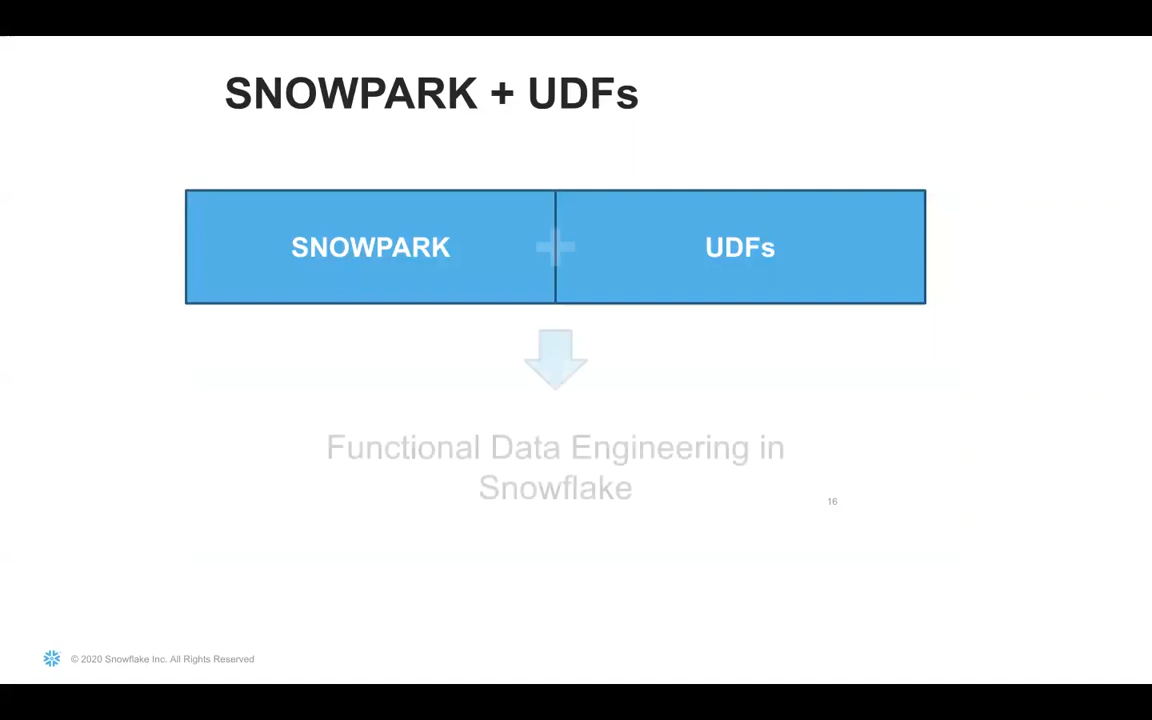 SNOWPARK + UDFs
SNOWPARK + UDFs
Functional Data Engineering in
Snowflake
16
© 2020 Snowflake Inc. All Rights Reserved